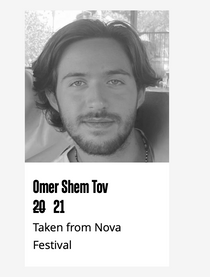 Omer Shem Tov
20 21
Taken from Nova
Festival